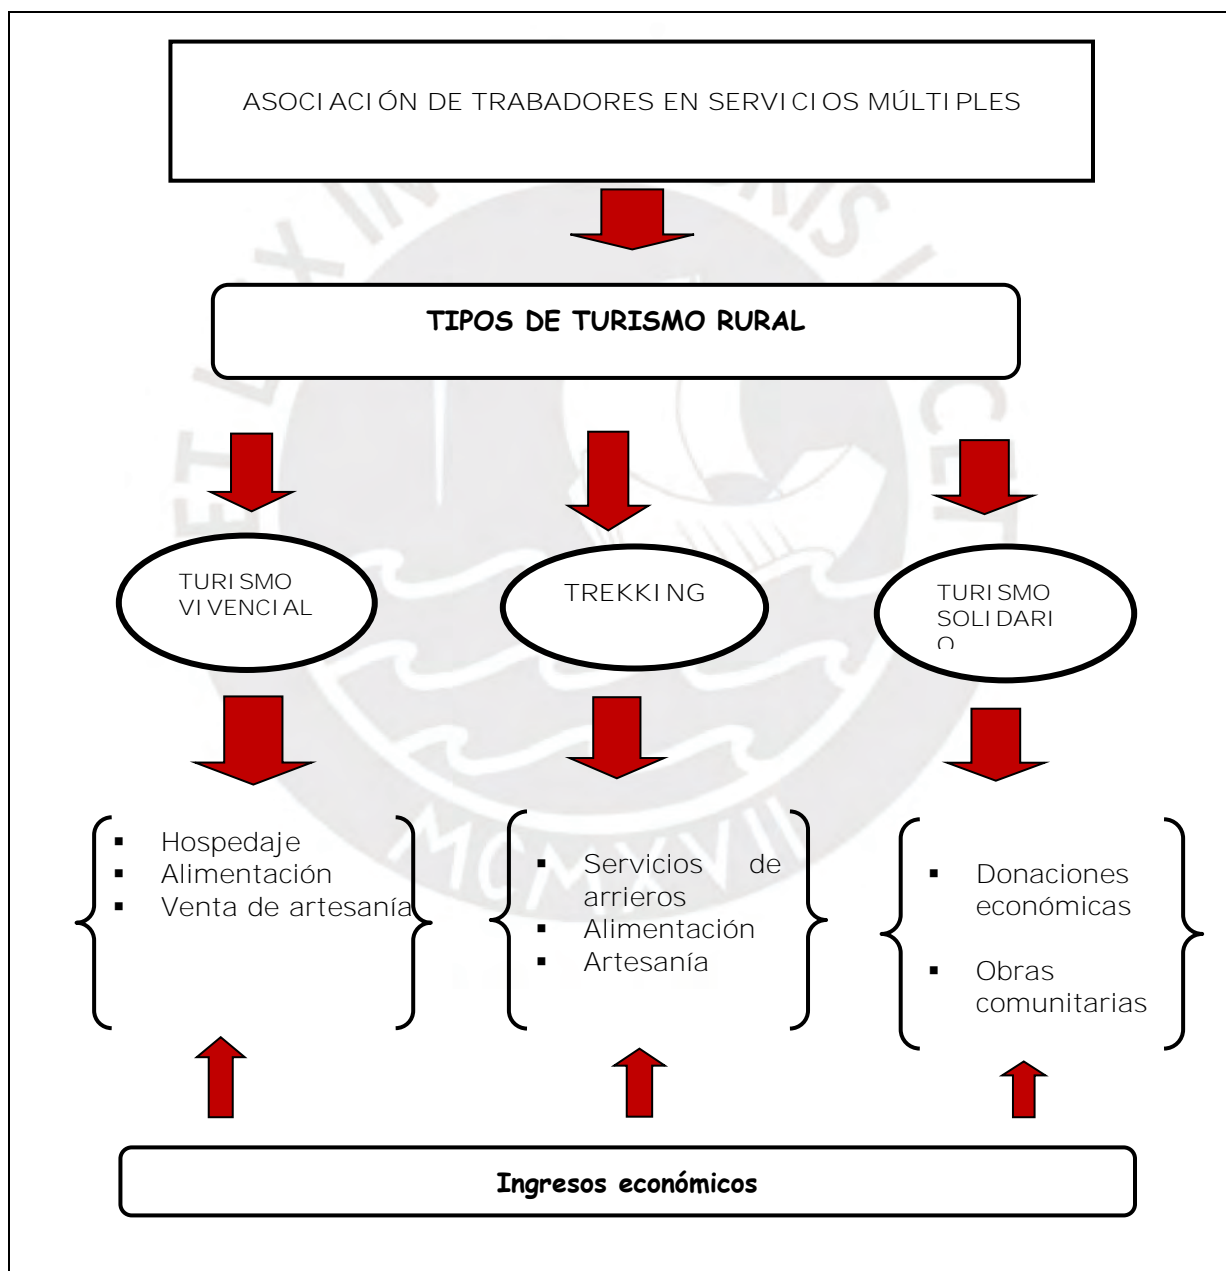 ASOCIACIÓN DE TRABADORES EN SERVICIOS MÚLTIPLES
TIPOS DE TURISMO RURAL
TURISMO
VIVENCIAL
TREKKING
TURISMO
SOLIDARI
O
▪ Hospedaje
▪ Alimentación
▪ Venta de artesanía
▪ Servicios de
arrieros
▪ Alimentación
▪ Artesanía
▪ Donaciones
económicas
▪ Obras
comunitarias
Ingresos económicos
MCMXVII